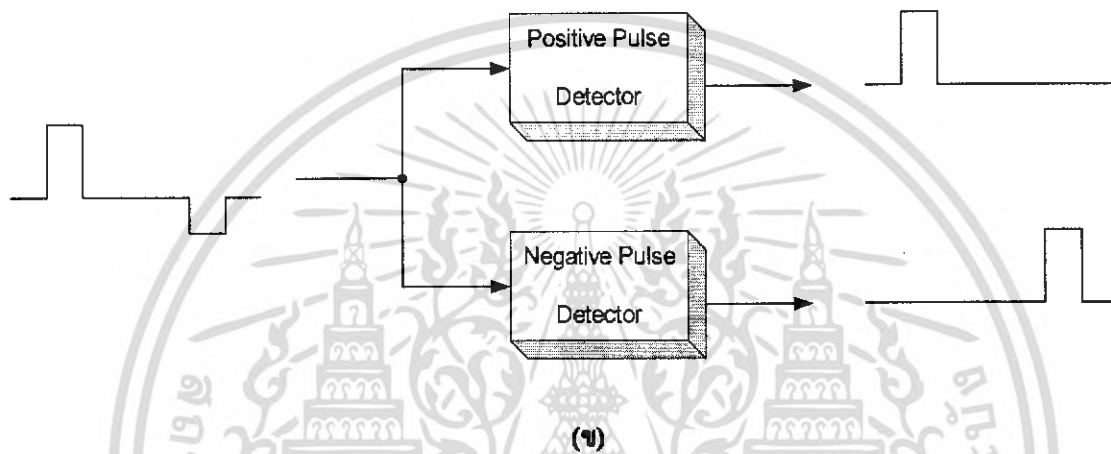 Positive Pulse
Detector
Negative Pulse
Detector
(ข)